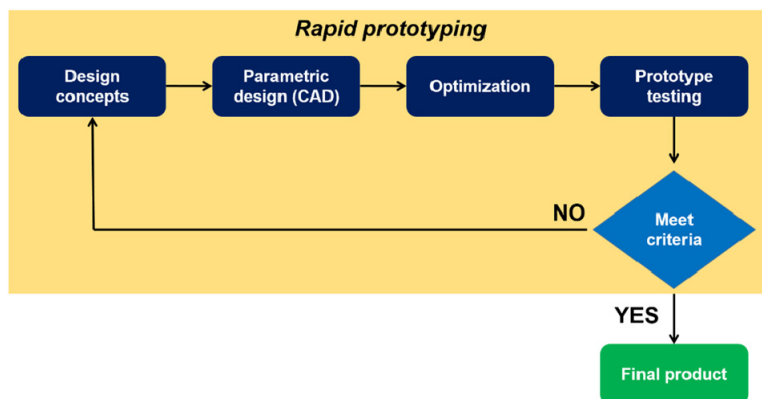 Rapid prototyping
Design
concepts
Parametric
design (CAD)
Optimization
Prototype
testing
Meet
criteria
NO
YES
Final product